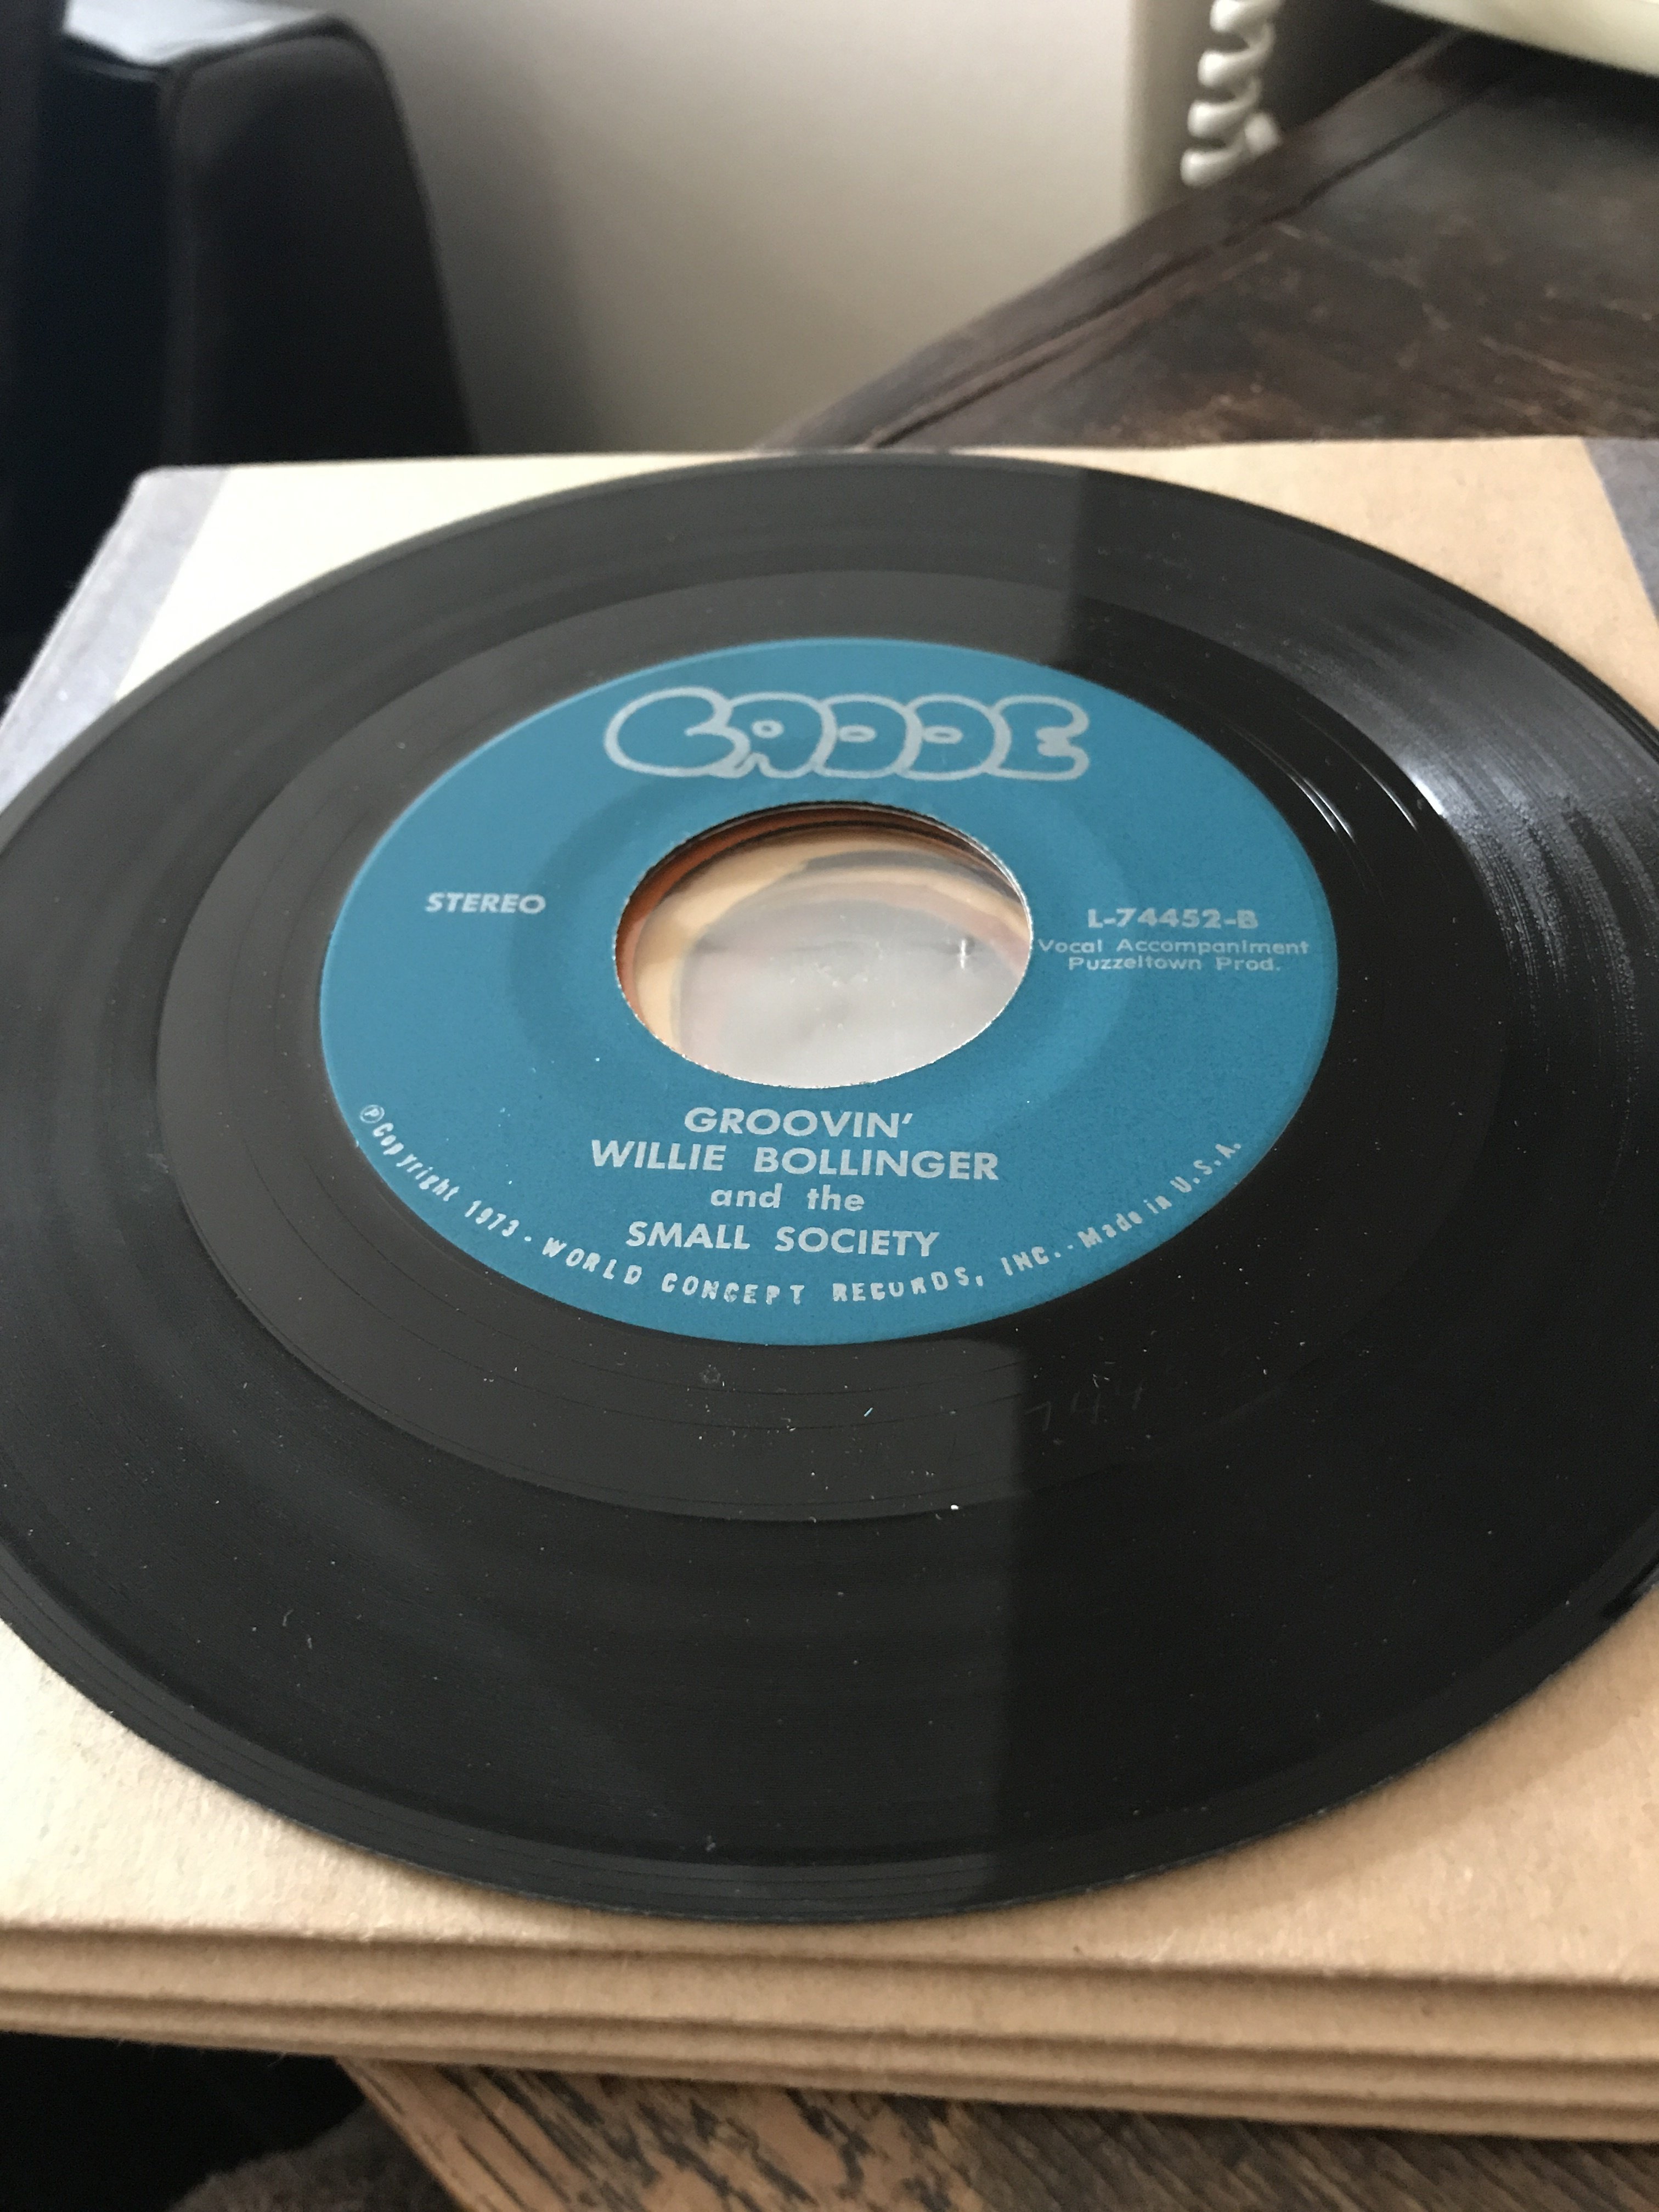 CADDE
STEREO
L-74452-B
Vocal Accompaniment
Puzzeltown Prod.
GROOVIN'
WILLIE BOLLINGER
and the
SMALL SOCIETY
℗ Copyright 1973 - WORLD CONCEPT RECORDS, INC. - Made in U.S.A.